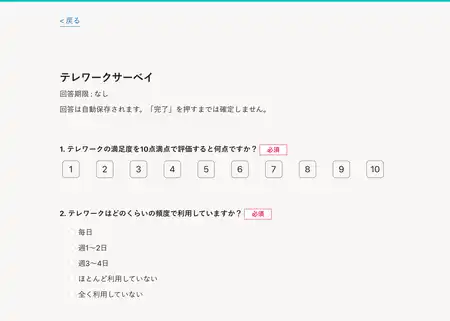 < 戻る
テレワークサーベイ
回答期限 ; なし
回答は自動保存されます。「完了」を押すまでは確定しません。
1. テレワークの満足度を10点満点で評価すると何点ですか？ 必須
1 2 3 4 5 6 7 8 9 10
2. テレワークはどのくらいの頻度で利用していますか？ 必須
毎日
週1〜2日
週3〜4日
ほとんど利用していない
全く利用していない